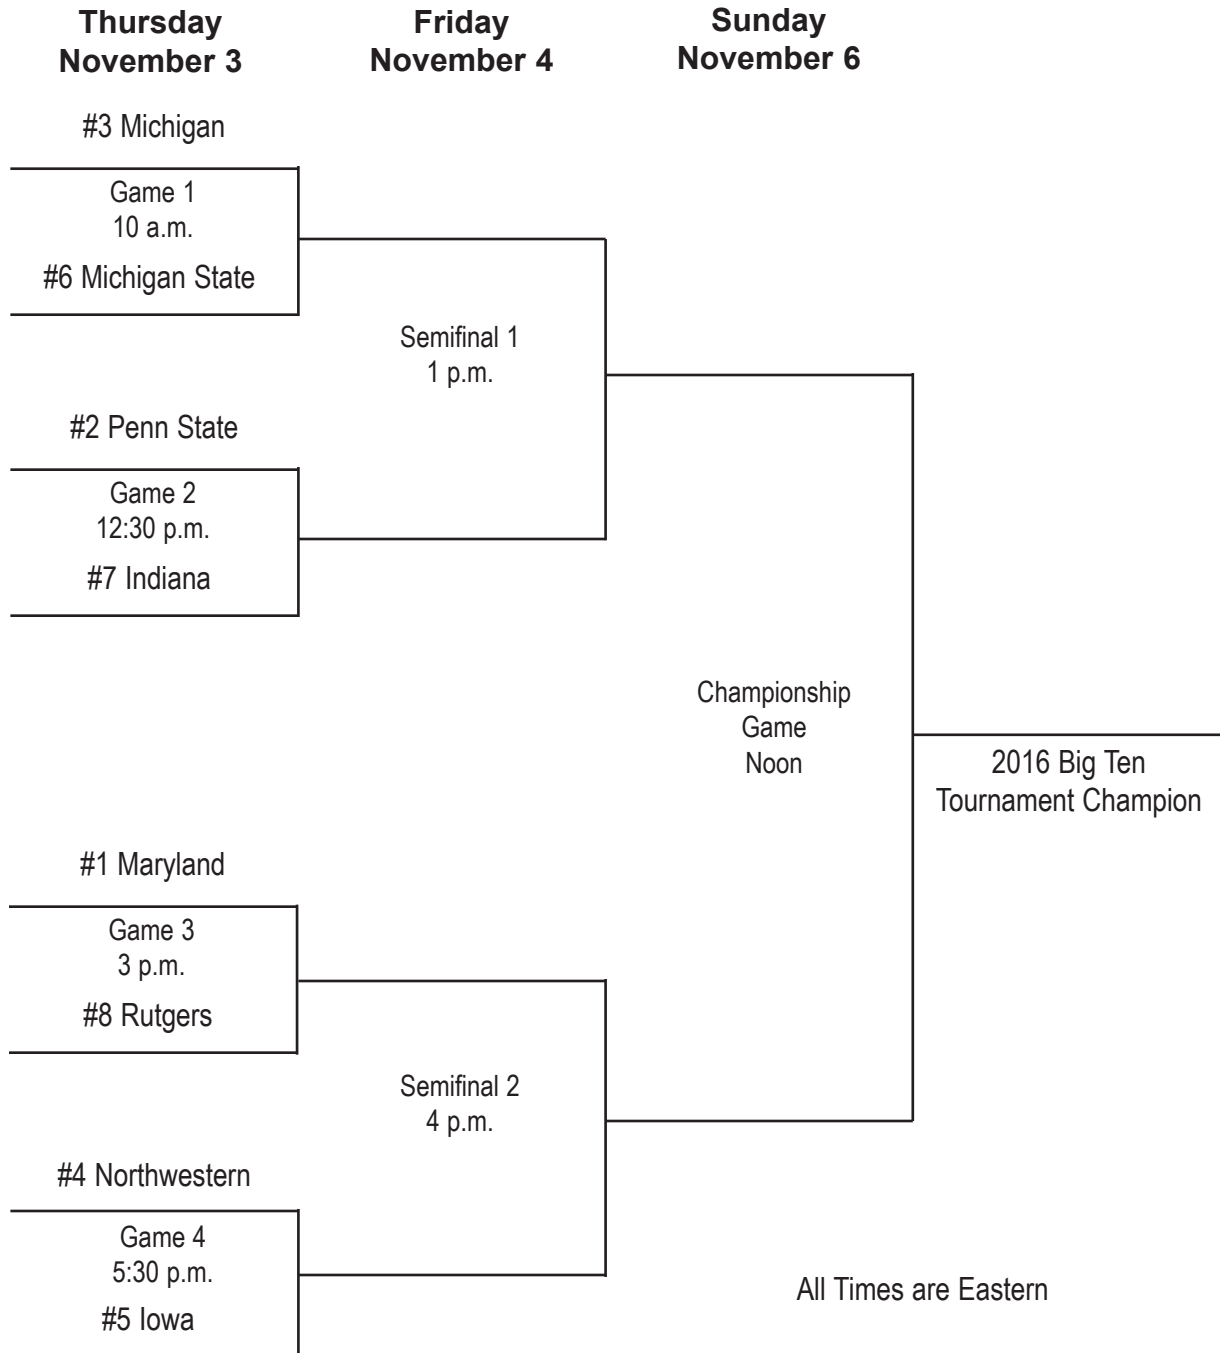 Thursday
November 3
Friday
November 4
Sunday
November 6
#3 Michigan
Game 1
10 a.m.
#6 Michigan State
Semifinal 1
1 p.m.
#2 Penn State
Game 2
12:30 p.m.
#7 Indiana
Championship
Game
Noon
2016 Big Ten
Tournament Champion
#1 Maryland
Game 3
3 p.m.
#8 Rutgers
Semifinal 2
4 p.m.
#4 Northwestern
Game 4
5:30 p.m.
#5 Iowa
All Times are Eastern